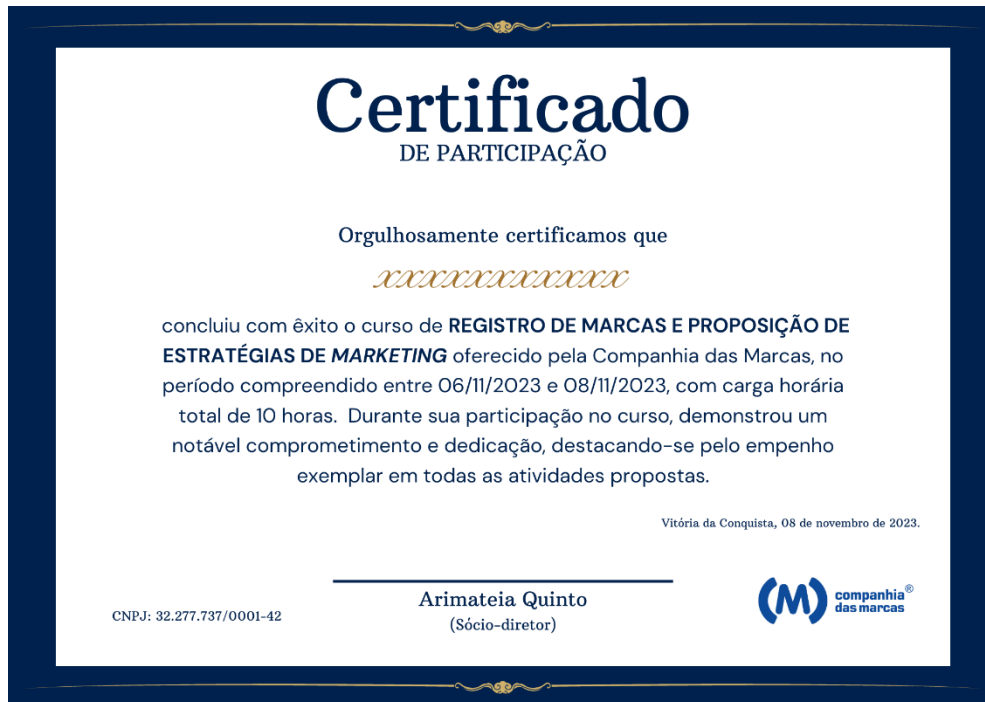 Certificado
DE PARTICIPAÇÃO
Orgulhosamente certificamos que
xxxxxxxxxxxx
concluiu com êxito o curso de REGISTRO DE MARCAS E PROPOSIÇÃO DE
ESTRATÉGIAS DE MARKETING oferecido pela Companhia das Marcas, no
período compreendido entre 06/11/2023 e 08/11/2023, com carga horária
total de 10 horas. Durante sua participação no curso, demonstrou um
notável comprometimento e dedicação, destacando-se pelo empenho
exemplar em todas as atividades propostas.
Vitória da Conquista, 08 de novembro de 2023.
CNPJ: 32.277.737/0001-42
Arimateia Quinto
(Sócio-diretor)
(M) companhia®
das marcas